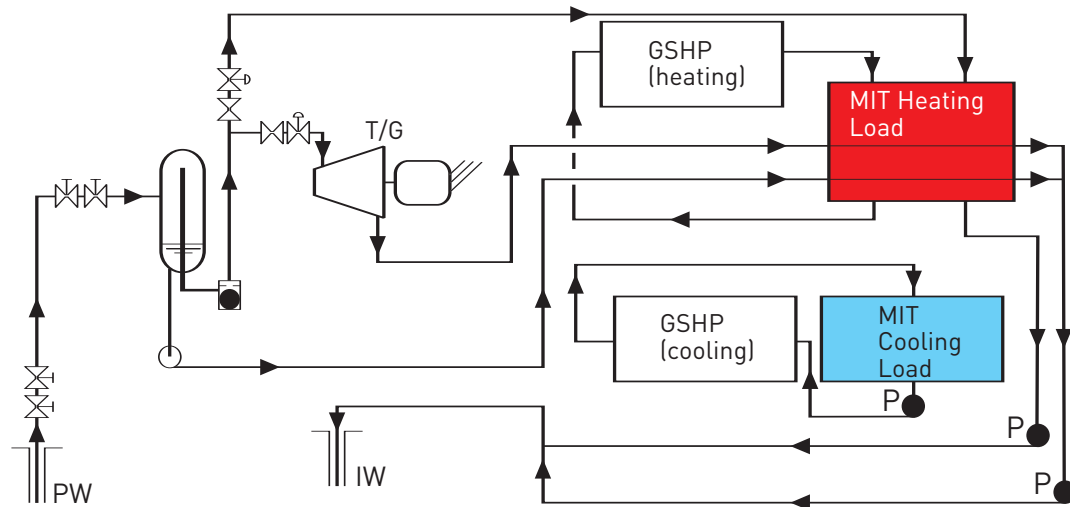 GSHP
(heating)
MIT Heating
Load
T/G
GSHP
(cooling)
MIT
Cooling
Load
P
P
P
PW
IW